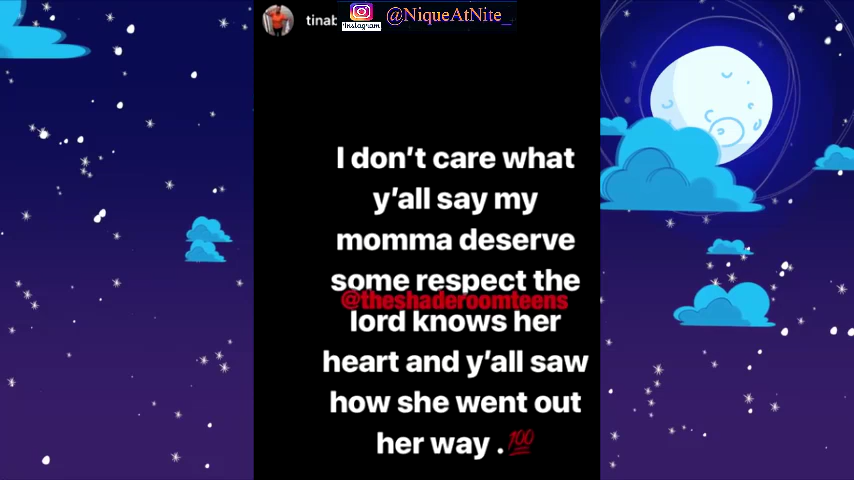 tinab
Instagram
@NiqueAtNite_
I don't care what
y'all say my
momma deserve
some respect the
@theshaderoomteens
lord knows her
heart and y'all saw
how she went out
her way .💯